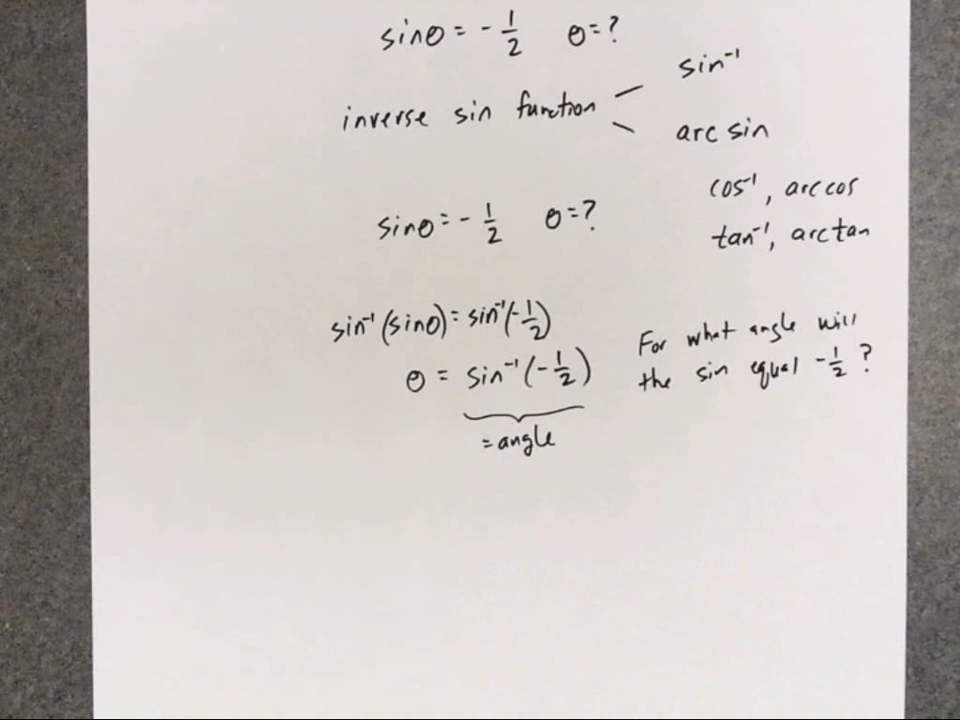 sinθ = -1/2 θ = ?
inverse sin function
sin⁻¹
arc sin
cos⁻¹, arc cos
tan⁻¹, arctan
sinθ = -1/2 θ = ?
sin⁻¹(sinθ) = sin⁻¹(-1/2)
θ = sin⁻¹(-1/2)
= angle
For what angle will
the sin equal -1/2 ?